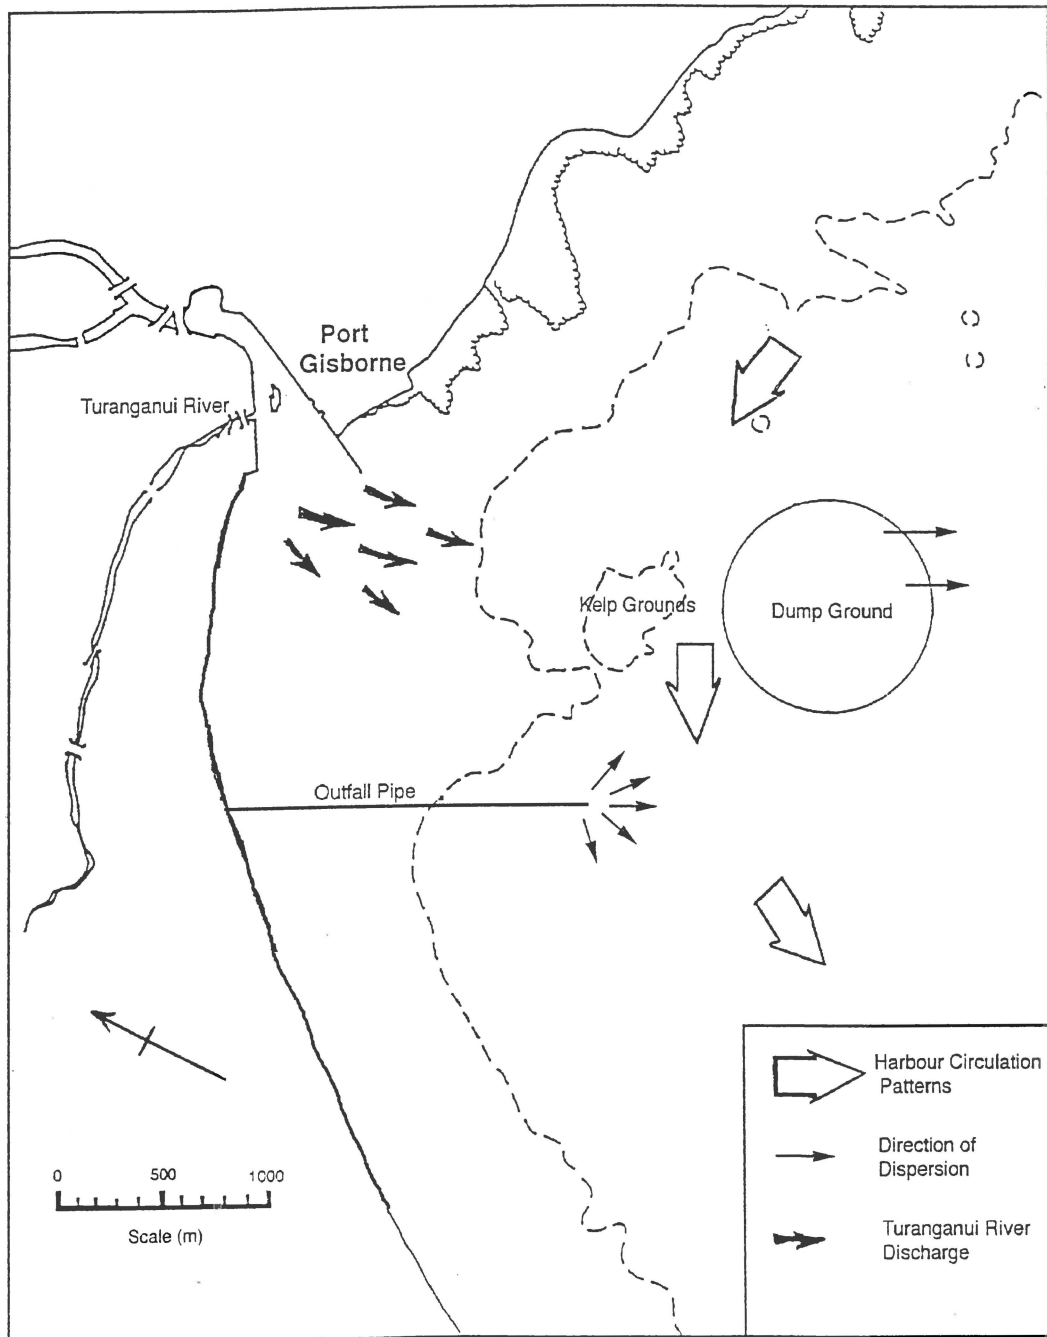 Port
Gisborne
Turanganui River
Kelp Grounds
Dump Ground
Outfall Pipe
0 500 1000
Scale (m)
Harbour Circulation
Patterns
Direction of
Dispersion
Turanganui River
Discharge